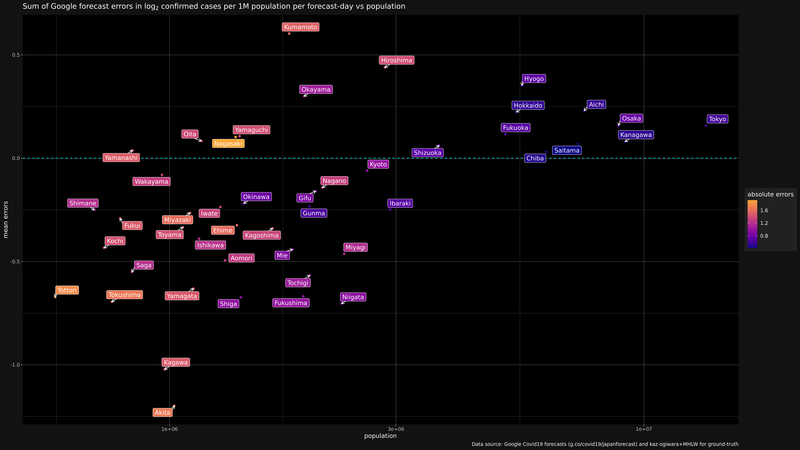 Sum of Google forecast errors in log₂ confirmed cases per 1M population per forecast-day vs population
Kumamoto
0.5
Hiroshima
Hyogo
Okayama
Hokkaido
Aichi
Osaka
Tokyo
Fukuoka
Kanagawa
Oita
Yamaguchi
Nagasaki
Saitama
Shizuoka
Chiba
0.0
Yamanashi
Kyoto
Wakayama
Nagano
Okinawa
Gifu
Shimane
Iwate
Gunma
Ibaraki
Miyazaki
Fukui
Toyama
Ehime
Kagoshima
Kochi
Ishikawa
Miyagi
Aomori
Mie
Saga
-0.5
Tochigi
Tottori
Tokushima
Yamagata
Shiga
Fukushima
Niigata
Kagawa
-1.0
Akita
mean errors
absolute errors
1.6
1.2
0.8
1e+06
3e+06
1e+07
population
Data source: Google Covid19 forecasts (g.co/covid19/japanforecast) and kaz-ogiwara+MHLW for ground-truth